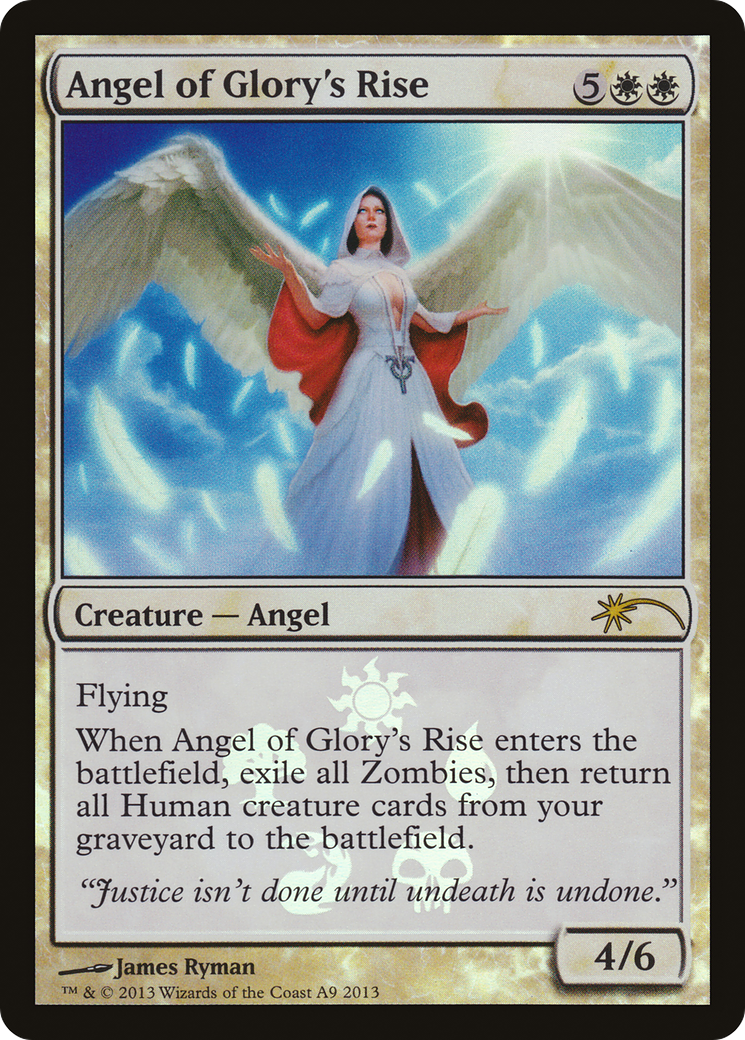 Angel of Glory's Rise 5
Creature — Angel
Flying
When Angel of Glory's Rise enters the
battlefield, exile all Zombies, then return
all Human creature cards from your
graveyard to the battlefield.
“Justice isn't done until undeath is undone.”
4/6
James Ryman
™ & © 2013 Wizards of the Coast A9 2013